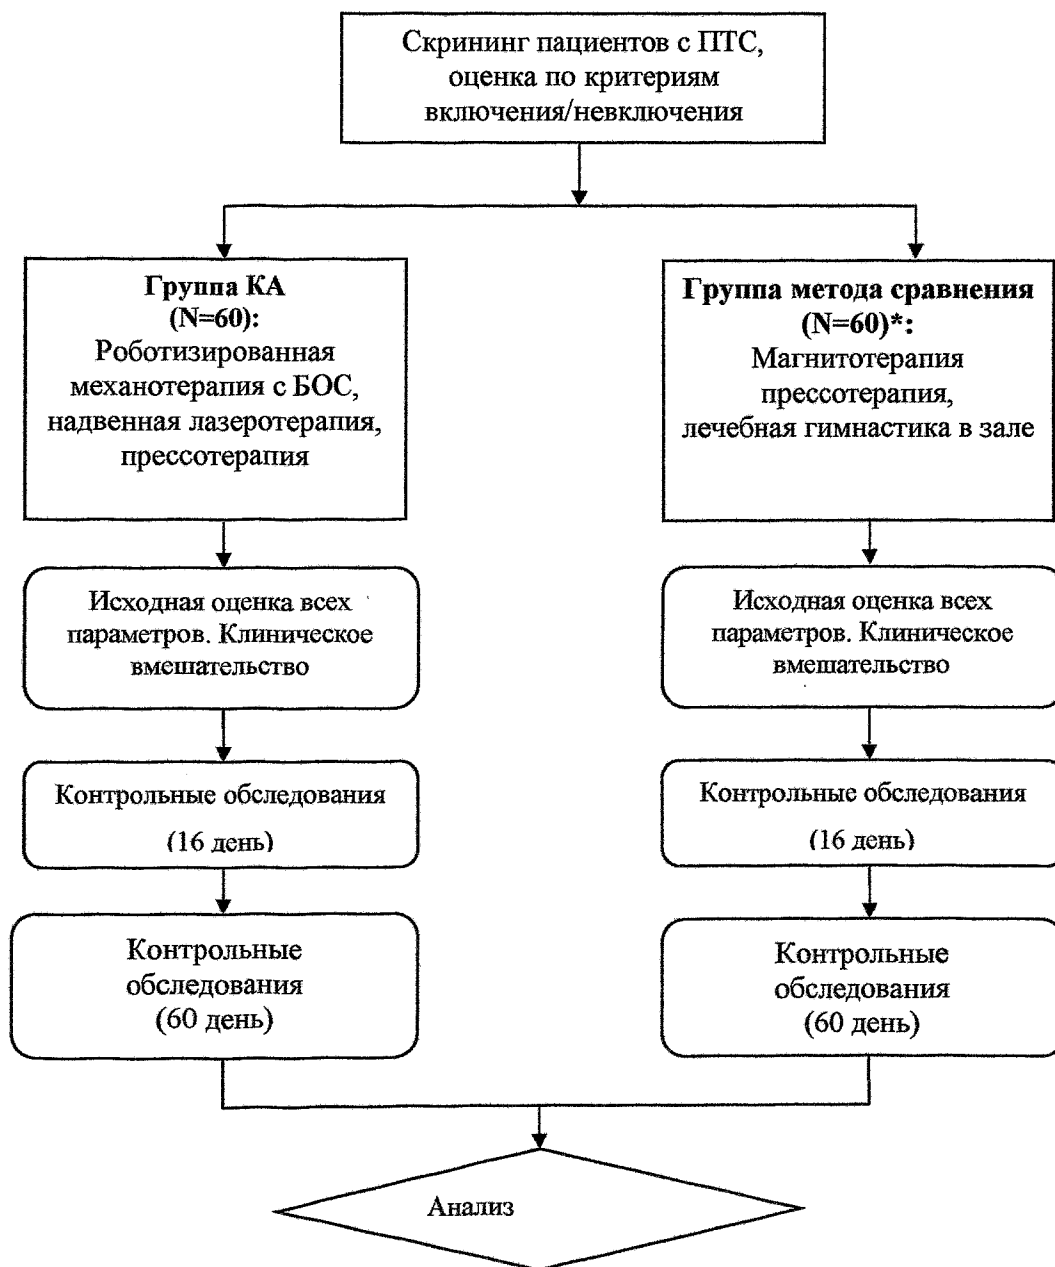 Скрининг пациентов с ПТС,
оценка по критериям
включения/невключения
Группа КА
(N=60):
Роботизированная
механотерапия с БОС,
надвенная лазеротерапия,
прессотерапия
Группа метода сравнения
(N=60)*:
Магнитотерапия
прессотерапия,
лечебная гимнастика в зале
Исходная оценка всех
параметров. Клиническое
вмешательство
Исходная оценка всех
параметров. Клиническое
вмешательство
Контрольные обследования
(16 день)
Контрольные обследования
(16 день)
Контрольные
обследования
(60 день)
Контрольные
обследования
(60 день)
Анализ